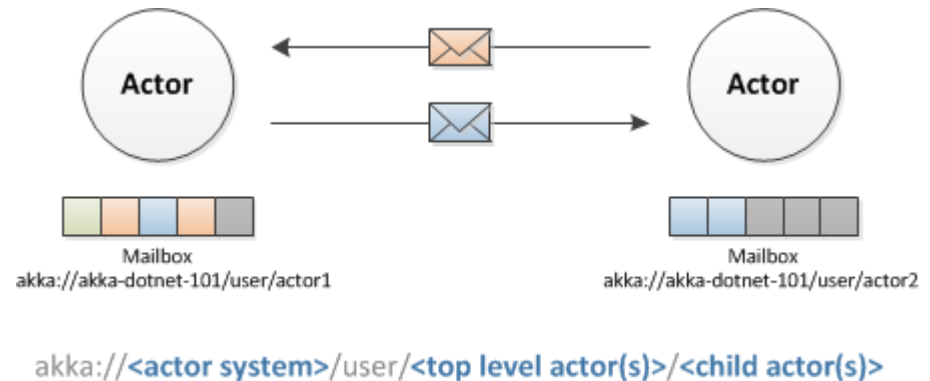 Actor
Actor
Mailbox
akka://akka-dotnet-101/user/actor1
Mailbox
akka://akka-dotnet-101/user/actor2
akka://<actor system>/user/<top level actor(s)>/<child actor(s)>